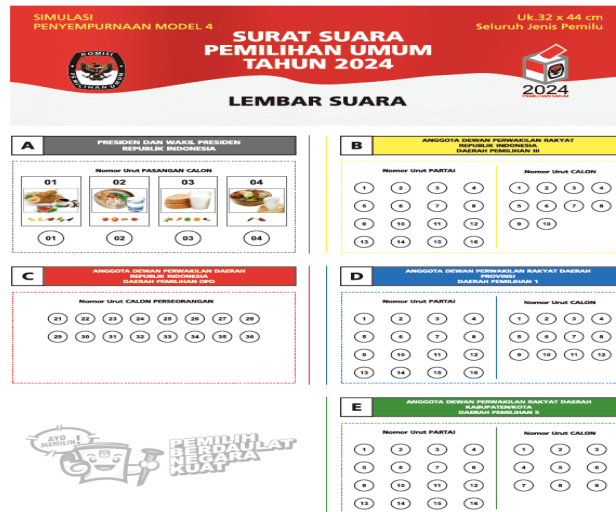 SIMULASI
PENYEMPURNAAN MODEL 4
Uk.32 x 44 cm
Seluruh Jenis Pemilu
SURAT SUARA
PEMILIHAN UMUM
TAHUN 2024
KOMISI
PEMILIHAN UMUM
2024
PEMILIHAN UMUM
LEMBAR SUARA
A
PRESIDEN DAN WAKIL PRESIDEN
REPUBLIK INDONESIA
Nomor Urut PASANGAN CALON
01 02 03 04
01 02 03 04
B
ANGGOTA DEWAN PERWAKILAN RAKYAT
REPUBLIK INDONESIA
DAERAH PEMILIHAN III
Nomor Urut PARTAI
1 2 3 4
5 6 7 8
9 10 11 12
13 14 15 16
Nomor Urut CALON
1 2 3 4
5 6 7 8
9 10
C
ANGGOTA DEWAN PERWAKILAN DAERAH
REPUBLIK INDONESIA
DAERAH PEMILIHAN DPD
Nomor Urut CALON PERSEORANGAN
21 22 23 24 25 26 27 28
29 30 31 32 33 34 35 36
D
ANGGOTA DEWAN PERWAKILAN RAKYAT DAERAH
PROVINSI
DAERAH PEMILIHAN 1
Nomor Urut PARTAI
1 2 3 4
5 6 7 8
9 10 11 12
13 14 15 16
Nomor Urut CALON
1 2 3 4
5 6 7 8
9 10 11 12
E
ANGGOTA DEWAN PERWAKILAN RAKYAT DAERAH
KABUPATEN/KOTA
DAERAH PEMILIHAN 5
Nomor Urut PARTAI
1 2 3 4
5 6 7 8
9 10 11 12
13 14 15 16
Nomor Urut CALON
1 2 3
4 5 6
7 8 9
AYO
MEMILIH!
PEMILIH
BERDAULAT
NEGARA
KUAT